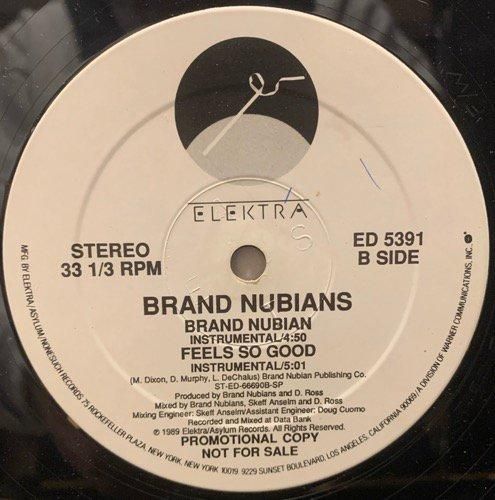 ELEKTRA
STEREO
33 1/3 RPM
ED 5391
B SIDE
BRAND NUBIANS
BRAND NUBIAN
INSTRUMENTAL/4:50
FEELS SO GOOD
INSTRUMENTAL/5:01
(M. Dixon, D. Murphy, L. DeChalus) Brand Nubian Publishing Co.
ST-ED-66690B-SP
Produced by Brand Nubians and D. Ross
Mixed by Brand Nubians, Skeff Anselm and D. Ross
Mixing Engineer: Skeff Anselm/Assistant Engineer: Doug Cuomo
Recorded and Mixed at Data Bank
℗ 1989 Elektra/Asylum Records. All Rights Reserved.
PROMOTIONAL COPY
NOT FOR SALE
MFG. BY ELEKTRA/ASYLUM/NONESUCH RECORDS 75 ROCKEFELLER PLAZA, NEW YORK, NEW YORK 10019 9229 SUNSET BOULEVARD, LOS ANGELES, CALIFORNIA 90069/A DIVISION OF WARNER COMMUNICATIONS, INC.